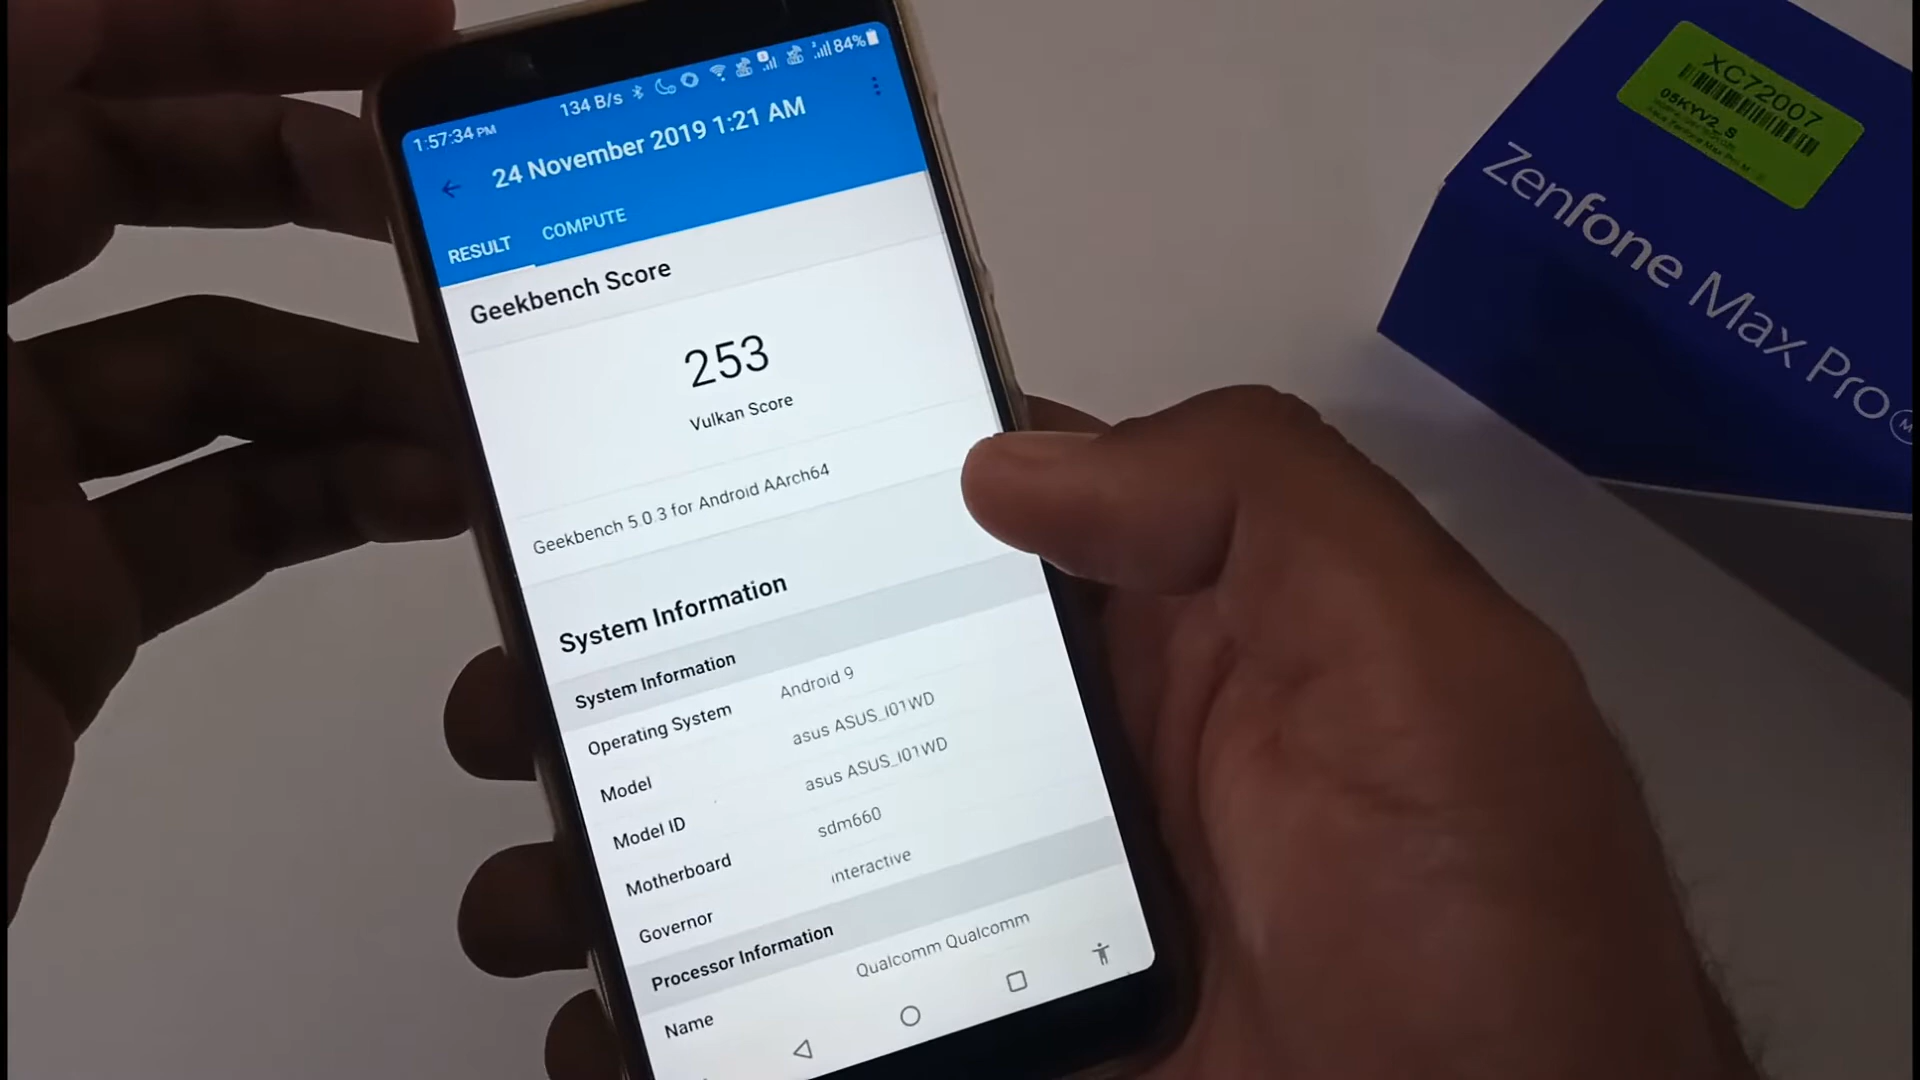 1:57:34 PM 134 B/s 84%
24 November 2019 1:21 AM
RESULT COMPUTE
Geekbench Score
253
Vulkan Score
Geekbench 5.0.3 for Android AArch64
System Information
System Information
Operating System Android 9
Model asus ASUS_I01WD
Model ID asus ASUS_I01WD
Motherboard sdm660
Governor interactive
Processor Information
Name Qualcomm Qualcomm
XC72007
05KYV2_S
Zenfone Max Pro
M